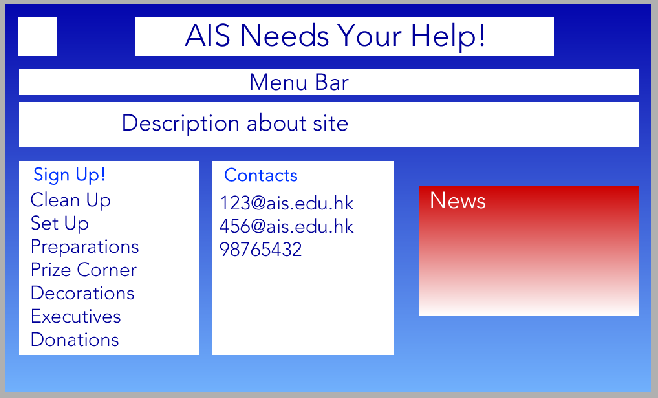 AIS Needs Your Help!
Menu Bar
Description about site
Sign Up!
Clean Up
Set Up
Preparations
Prize Corner
Decorations
Executives
Donations
Contacts
123@ais.edu.hk
456@ais.edu.hk
98765432
News